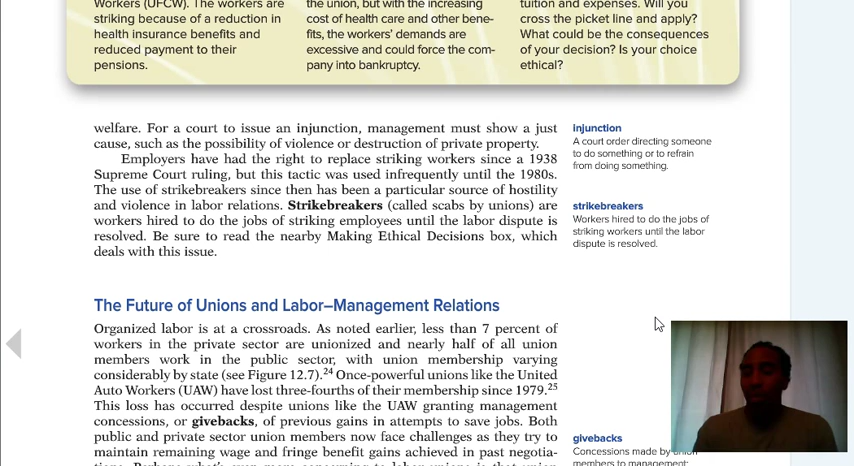 Workers (UFCW). The workers are
striking because of a reduction in
health insurance benefits and
reduced payment to their
pensions.
the union, but with the increasing
cost of health care and other bene-
fits, the workers' demands are
excessive and could force the com-
pany into bankruptcy.
tuition and expenses. Will you
cross the picket line and apply?
What could be the consequences
of your decision? Is your choice
ethical?
welfare. For a court to issue an injunction, management must show a just
cause, such as the possibility of violence or destruction of private property.
Employers have had the right to replace striking workers since a 1938
Supreme Court ruling, but this tactic was used infrequently until the 1980s.
The use of strikebreakers since then has been a particular source of hostility
and violence in labor relations. Strikebreakers (called scabs by unions) are
workers hired to do the jobs of striking employees until the labor dispute is
resolved. Be sure to read the nearby Making Ethical Decisions box, which
deals with this issue.
The Future of Unions and Labor–Management Relations
Organized labor is at a crossroads. As noted earlier, less than 7 percent of
workers in the private sector are unionized and nearly half of all union
members work in the public sector, with union membership varying
considerably by state (see Figure 12.7).24 Once-powerful unions like the United
Auto Workers (UAW) have lost three-fourths of their membership since 1979.25
This loss has occurred despite unions like the UAW granting management
concessions, or givebacks, of previous gains in attempts to save jobs. Both
public and private sector union members now face challenges as they try to
maintain remaining wage and fringe benefit gains achieved in past negotia-
tions. Perhaps what's even more concerning to labor unions is that union
injunction
A court order directing someone
to do something or to refrain
from doing something.
strikebreakers
Workers hired to do the jobs of
striking workers until the labor
dispute is resolved.
givebacks
Concessions made by union
members to management;